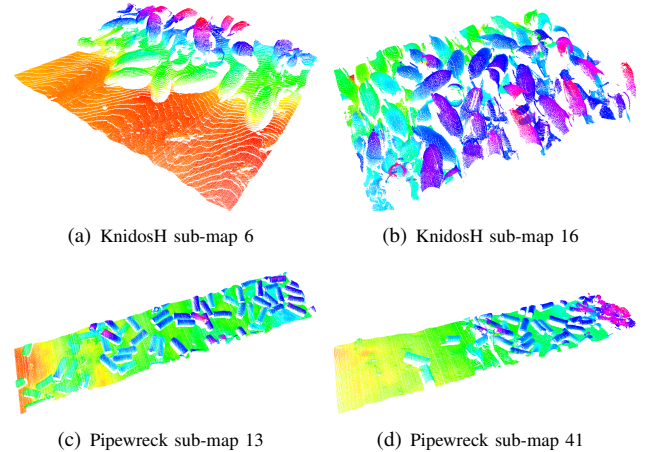 (a) KnidosH sub-map 6
(b) KnidosH sub-map 16
(c) Pipewreck sub-map 13
(d) Pipewreck sub-map 41